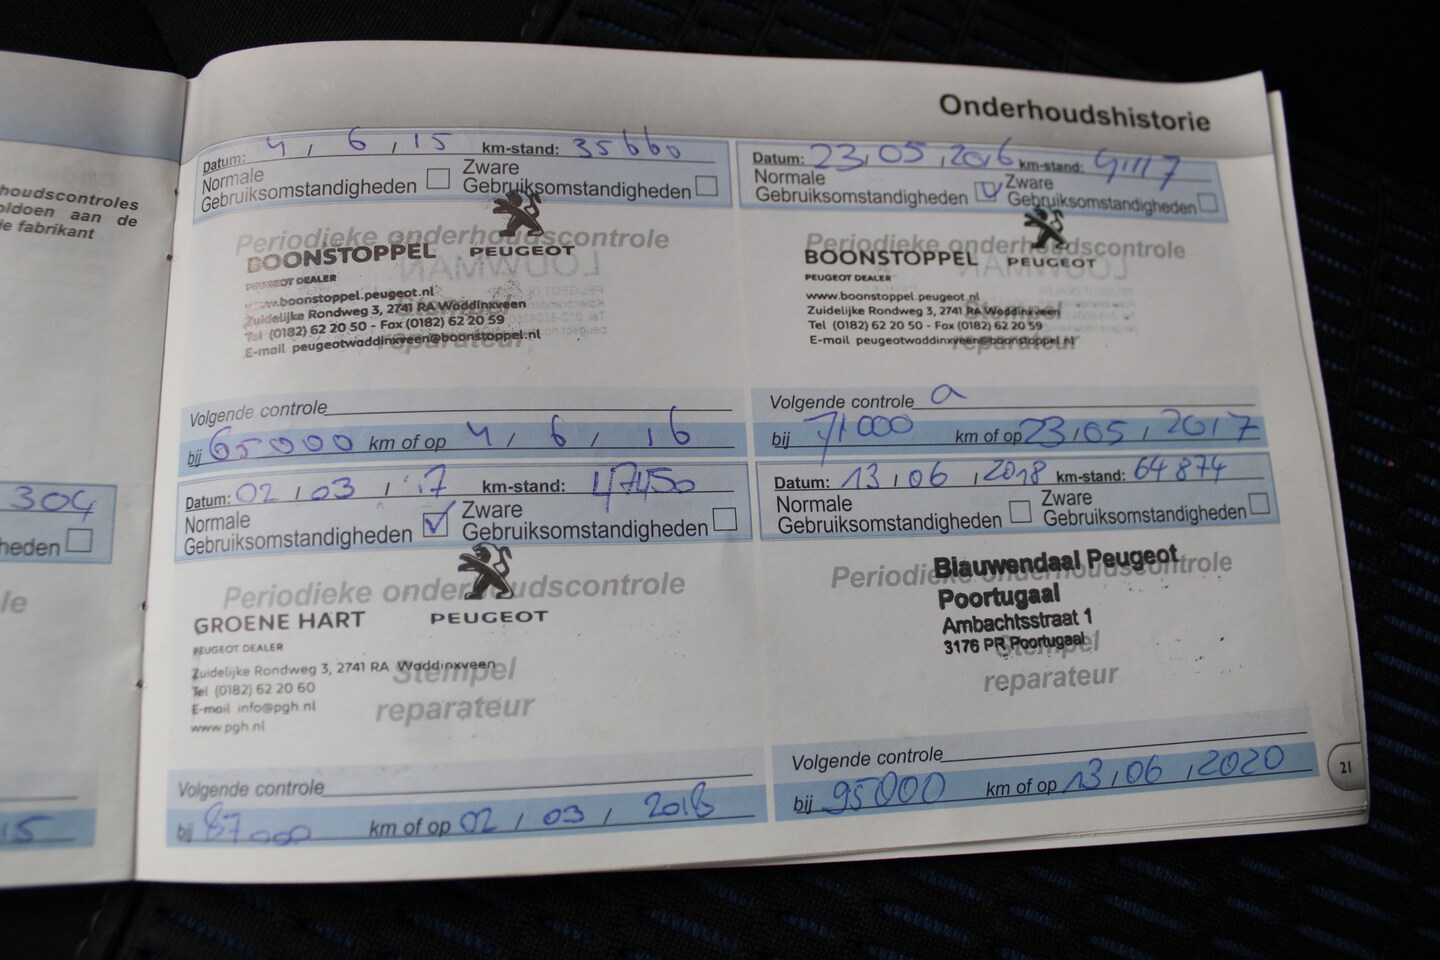 houdscontroles
oldoen aan de
le fabrikant
304
heden
le
15
Onderhoudshistorie
Datum: 4 / 6 / 15 km-stand: 35660
Normale Gebruiksomstandigheden
Zware Gebruiksomstandigheden
Periodieke onderhoudscontrole
BOONSTOPPEL PEUGEOT
PEUGEOT DEALER
www.boonstoppel.peugeot.nl
Zuidelijke Rondweg 3, 2741 RA Waddinxveen
Tel (0182) 62 20 50 - Fax (0182) 62 20 59
E-mail peugeotwaddinxveen@boonstoppel.nl
reparateur
Volgende controle
bij 65000 km of op 4 / 6 / 16
Datum: 23 / 05 / 2016 km-stand: 41117
Normale Gebruiksomstandigheden
Zware Gebruiksomstandigheden
Periodieke onderhoudscontrole
BOONSTOPPEL PEUGEOT
PEUGEOT DEALER
www.boonstoppel.peugeot.nl
Zuidelijke Rondweg 3, 2741 RA Waddinxveen
Tel (0182) 62 20 50 - Fax (0182) 62 20 59
E-mail peugeotwaddinxveen@boonstoppel.nl
Stempel
reparateur
Volgende controle a
bij 71000 km of op 23 / 05 / 2017
Datum: 02 / 03 / '17 km-stand: 47450
Normale Gebruiksomstandigheden
Zware Gebruiksomstandigheden
Periodieke onderhoudscontrole
GROENE HART PEUGEOT
PEUGEOT DEALER
Zuidelijke Rondweg 3, 2741 RA Waddinxveen
Tel (0182) 62 20 60
E-mail info@pgh.nl
www.pgh.nl
Stempel
reparateur
Volgende controle
bij 87000 km of op 02 / 03 / 2018
Datum: 13 / 06 / 2018 km-stand: 64874
Normale Gebruiksomstandigheden
Zware Gebruiksomstandigheden
Periodieke onderhoudscontrole
Blauwendaal Peugeot
Poortugaal
Ambachtsstraat 1
3176 PR Poortugaal
Stempel
reparateur
Volgende controle
bij 95000 km of op 13 / 06 / 2020
21